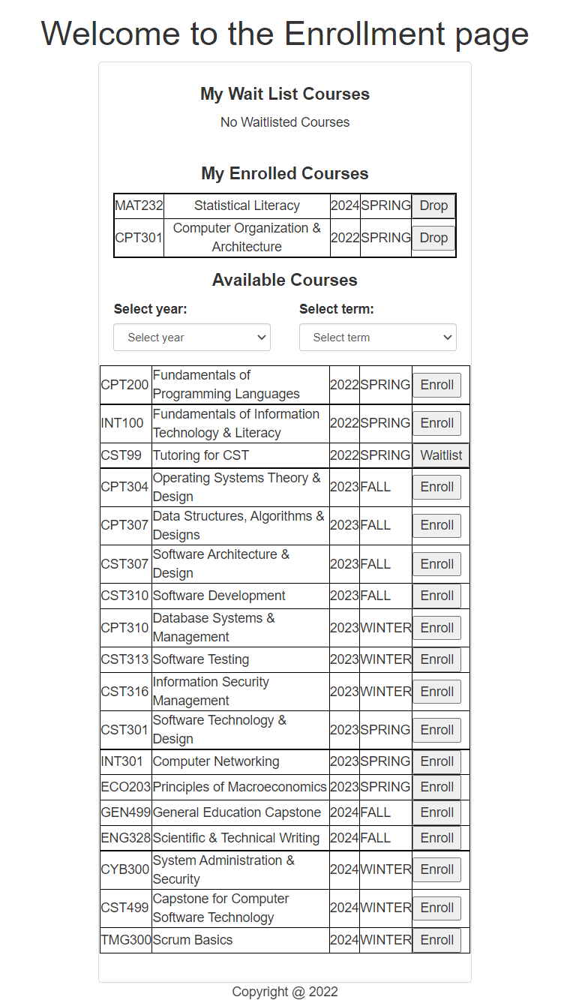 Welcome to the Enrollment page
My Wait List Courses
No Waitlisted Courses
My Enrolled Courses
MAT232 Statistical Literacy 2024 SPRING Drop
CPT301 Computer Organization & Architecture 2022 SPRING Drop
Available Courses
Select year: Select term:
Select year Select term
CPT200 Fundamentals of Programming Languages 2022 SPRING Enroll
INT100 Fundamentals of Information Technology & Literacy 2022 SPRING Enroll
CST99 Tutoring for CST 2022 SPRING Waitlist
CPT304 Operating Systems Theory & Design 2023 FALL Enroll
CPT307 Data Structures, Algorithms & Designs 2023 FALL Enroll
CST307 Software Architecture & Design 2023 FALL Enroll
CST310 Software Development 2023 FALL Enroll
CPT310 Database Systems & Management 2023 WINTER Enroll
CST313 Software Testing 2023 WINTER Enroll
CST316 Information Security Management 2023 WINTER Enroll
CST301 Software Technology & Design 2023 SPRING Enroll
INT301 Computer Networking 2023 SPRING Enroll
ECO203 Principles of Macroeconomics 2023 SPRING Enroll
GEN499 General Education Capstone 2024 FALL Enroll
ENG328 Scientific & Technical Writing 2024 FALL Enroll
CYB300 System Administration & Security 2024 WINTER Enroll
CST499 Capstone for Computer Software Technology 2024 WINTER Enroll
TMG300 Scrum Basics 2024 WINTER Enroll
Copyright @ 2022